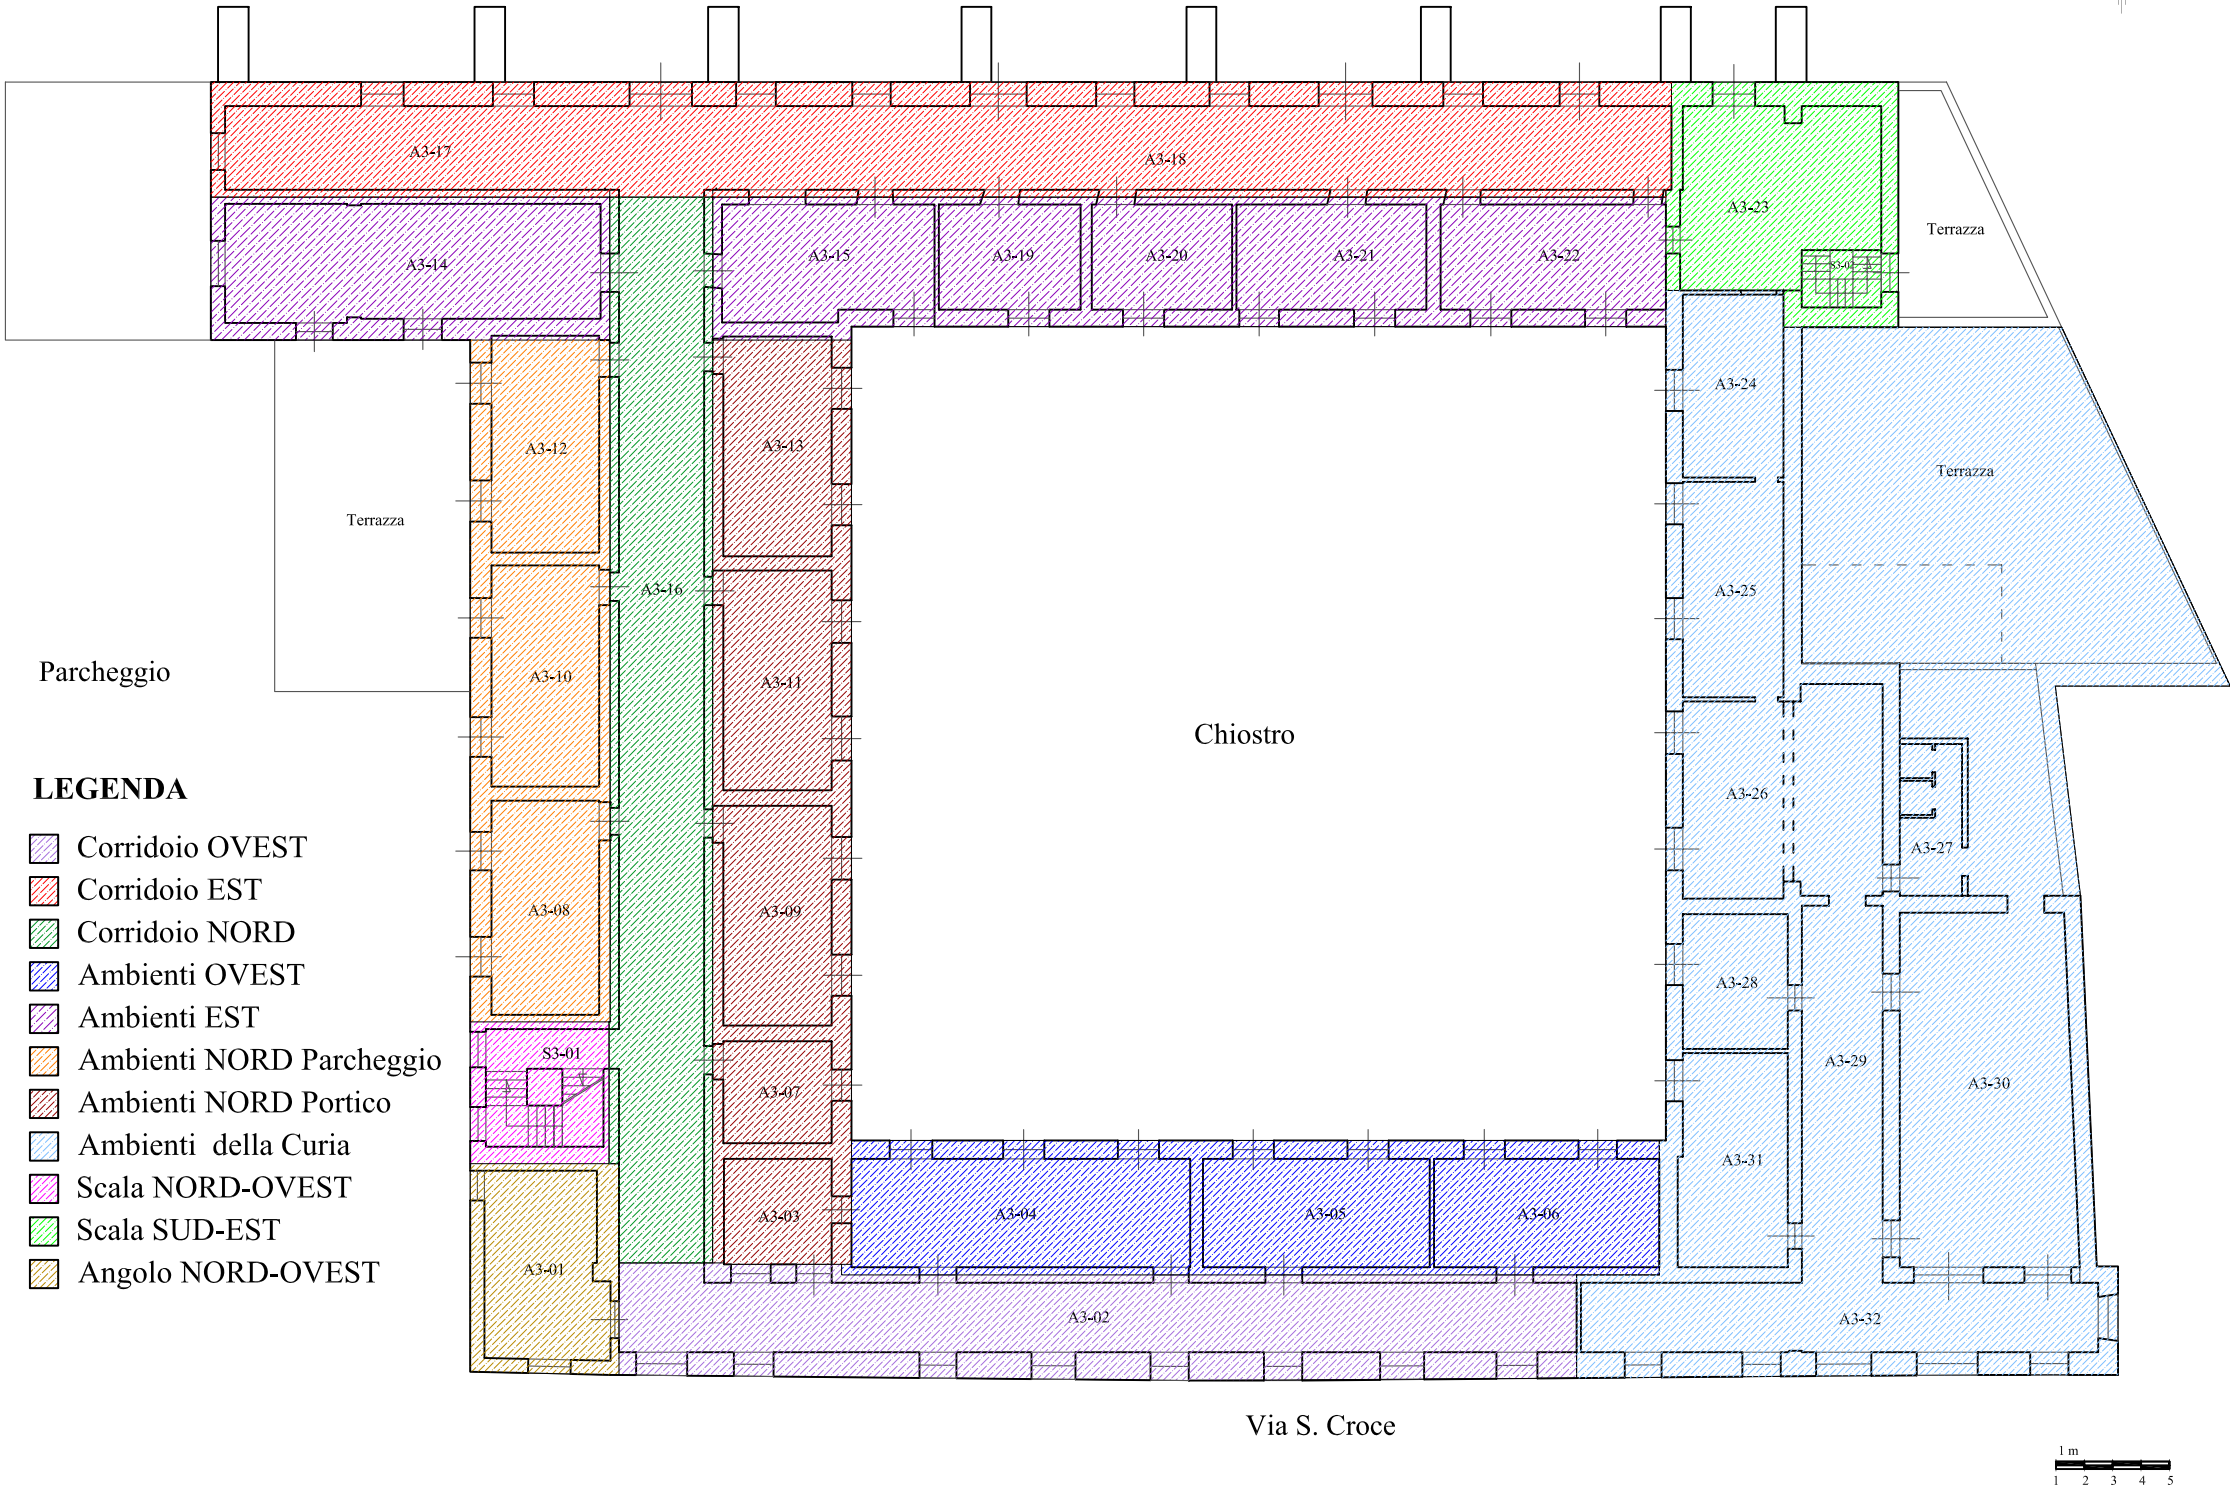 A3-17
A3-18
A3-23
Terrazza
A3-14
A3-15
A3-19
A3-20
A3-21
A3-22
S3-02
A3-24
A3-12
A3-13
Terrazza
Terrazza
A3-16
A3-25
Parcheggio
A3-10
A3-11
Chiostro
A3-26
A3-27
LEGENDA
Corridoio OVEST
Corridoio EST
Corridoio NORD
Ambienti OVEST
Ambienti EST
Ambienti NORD Parcheggio
Ambienti NORD Portico
Ambienti della Curia
Scala NORD-OVEST
Scala SUD-EST
Angolo NORD-OVEST
A3-08
A3-09
A3-28
S3-01
A3-29
A3-30
A3-07
A3-31
A3-03
A3-04
A3-05
A3-06
A3-01
A3-02
A3-32
Via S. Croce
1 m
1 2 3 4 5